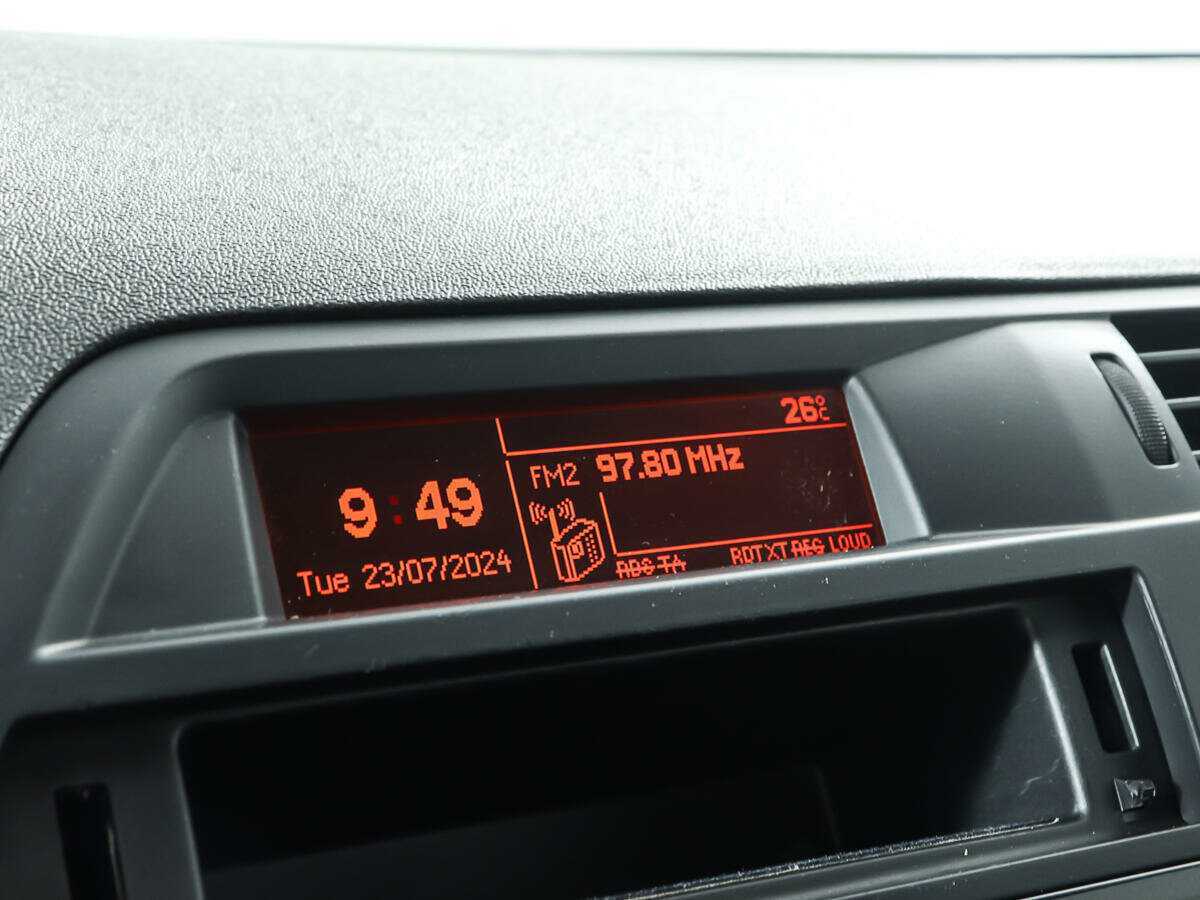 26°C
9:49
Tue 23/07/2024
FM2 97.80 MHz
RDS TA RDTXT REG LOUD